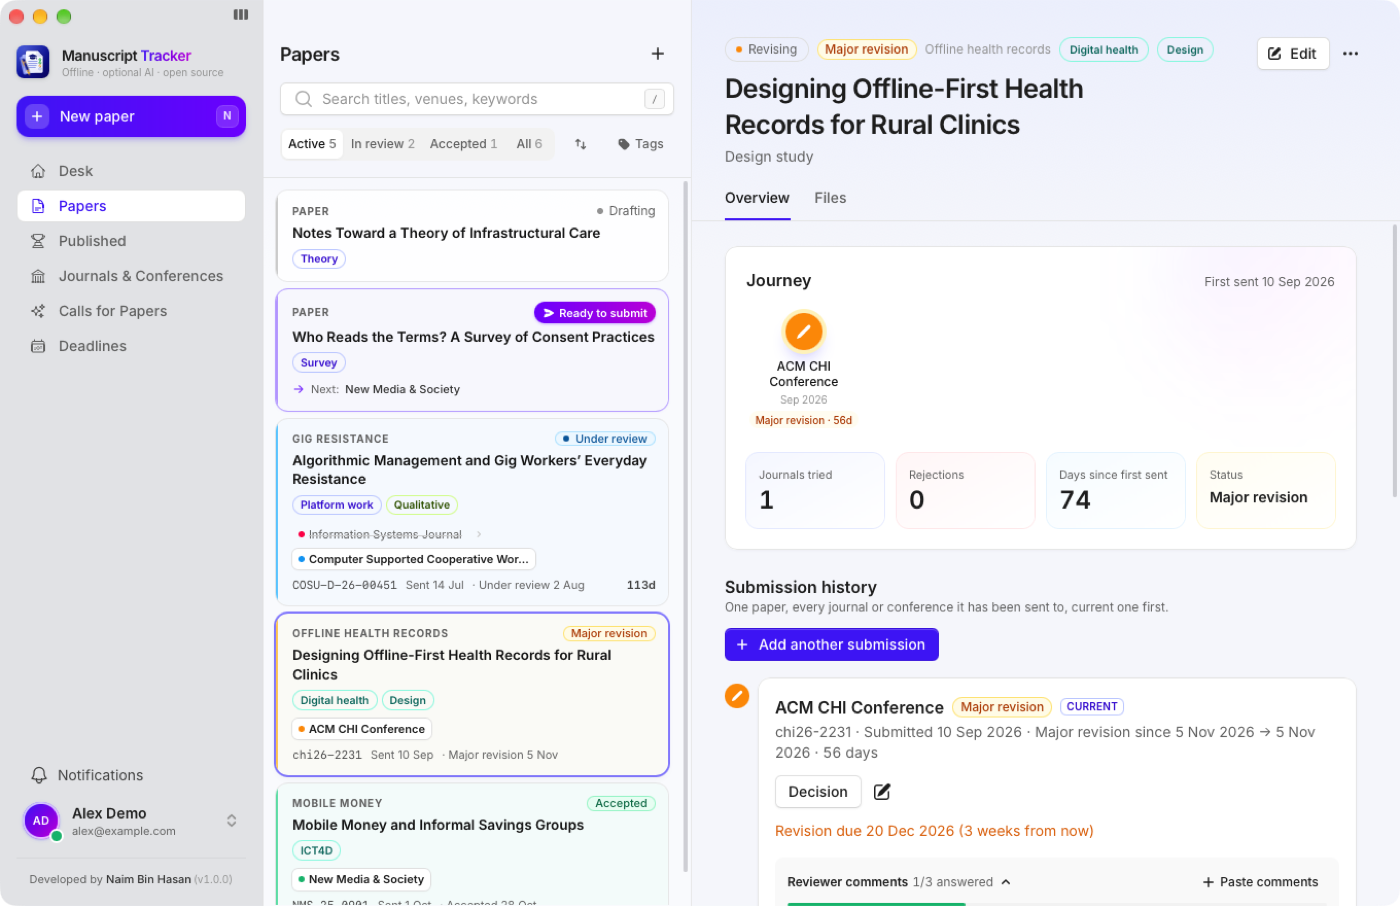 Manuscript Tracker
Offline · optional AI · open source
New paper
N
Desk
Papers
Published
Journals & Conferences
Calls for Papers
Deadlines
Notifications
AD
Alex Demo
alex@example.com
Developed by Naim Bin Hasan (v1.0.0)
Papers
Search titles, venues, keywords
/
Active 5
In review 2
Accepted 1
All 6
Tags
PAPER
Drafting
Notes Toward a Theory of Infrastructural Care
Theory
PAPER
Ready to submit
Who Reads the Terms? A Survey of Consent Practices
Survey
Next: New Media & Society
GIG RESISTANCE
Under review
Algorithmic Management and Gig Workers’ Everyday
Resistance
Platform work
Qualitative
Information Systems Journal
Computer Supported Cooperative Wor...
COSU-D-26-00451 Sent 14 Jul · Under review 2 Aug 113d
OFFLINE HEALTH RECORDS
Major revision
Designing Offline-First Health Records for Rural
Clinics
Digital health
Design
ACM CHI Conference
chi26-2231 Sent 10 Sep · Major revision 5 Nov
MOBILE MONEY
Accepted
Mobile Money and Informal Savings Groups
ICT4D
New Media & Society
NMS-25-0901 Sent 1 Oct · Accepted 28 Oct
Revising
Major revision
Offline health records
Digital health
Design
Edit
Designing Offline-First Health
Records for Rural Clinics
Design study
Overview
Files
Journey
First sent 10 Sep 2026
ACM CHI
Conference
Sep 2026
Major revision · 56d
Journals tried
1
Rejections
0
Days since first sent
74
Status
Major revision
Submission history
One paper, every journal or conference it has been sent to, current one first.
Add another submission
ACM CHI Conference
Major revision
CURRENT
chi26-2231 · Submitted 10 Sep 2026 · Major revision since 5 Nov 2026 → 5 Nov
2026 · 56 days
Decision
Revision due 20 Dec 2026 (3 weeks from now)
Reviewer comments 1/3 answered
Paste comments